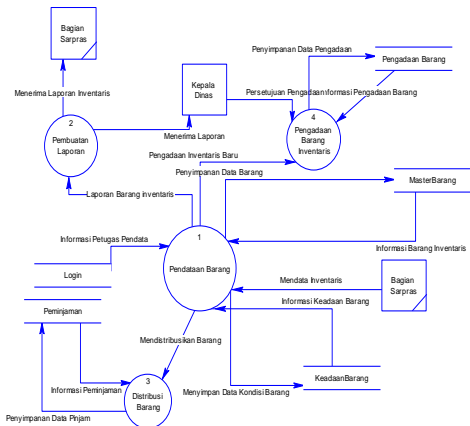 Bagian
Sarpras
Penyimpanan Data Pengadaan
Pengadaan Barang
Kepala
Dinas
Menerima Laporan Inventaris
Persetujuan Pengadaan
Informasi Pengadaan Barang
2
Pembuatan
Laporan
4
Pengadaan
Barang
Inventaris
Menerima Laporan
Pengadaan Inventaris Baru
Penyimpanan Data Barang
MasterBarang
Laporan Barang inventaris
Informasi Petugas Pendata
1
Pendataan Barang
Informasi Barang Inventaris
Login
Mendata Inventaris
Bagian
Sarpras
Informasi Keadaan Barang
Peminjaman
Mendistribusikan Barang
Informasi Peminjaman
3
Distribusi
Barang
Menyimpan Data Kondisi Barang
KeadaanBarang
Penyimpanan Data Pinjam